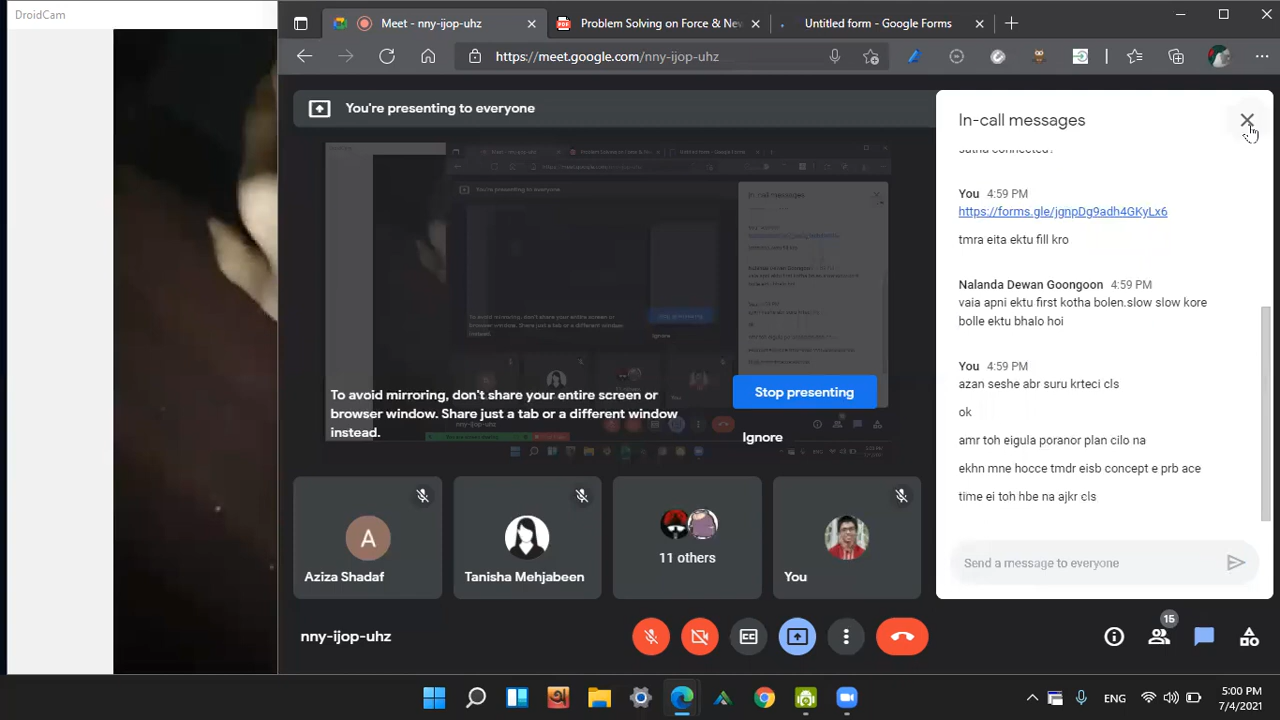 DroidCam
Meet - nny-ijop-uhz
Problem Solving on Force & Nev
Untitled form - Google Forms
https://meet.google.com/nny-ijop-uhz
You're presenting to everyone
To avoid mirroring, don't share your entire screen or
browser window. Share just a tab or a different window
instead.
Stop presenting
Ignore
In-call messages
You 4:59 PM
https://forms.gle/jgnpDg9adh4GKyLx6
tmra eita ektu fill kro
Nalanda Dewan Goongoon 4:59 PM
vaia apni ektu first kotha bolen.slow slow kore
bolle ektu bhalo hoi
You 4:59 PM
azan seshe abr suru krteci cls
ok
amr toh eigula poranor plan cilo na
ekhn mne hocce tmdr eisb concept e prb ace
time ei toh hbe na ajkr cls
Send a message to everyone
A
Aziza Shadaf
Tanisha Mehjabeen
11 others
You
nny-ijop-uhz
15
ENG
5:00 PM
7/4/2021